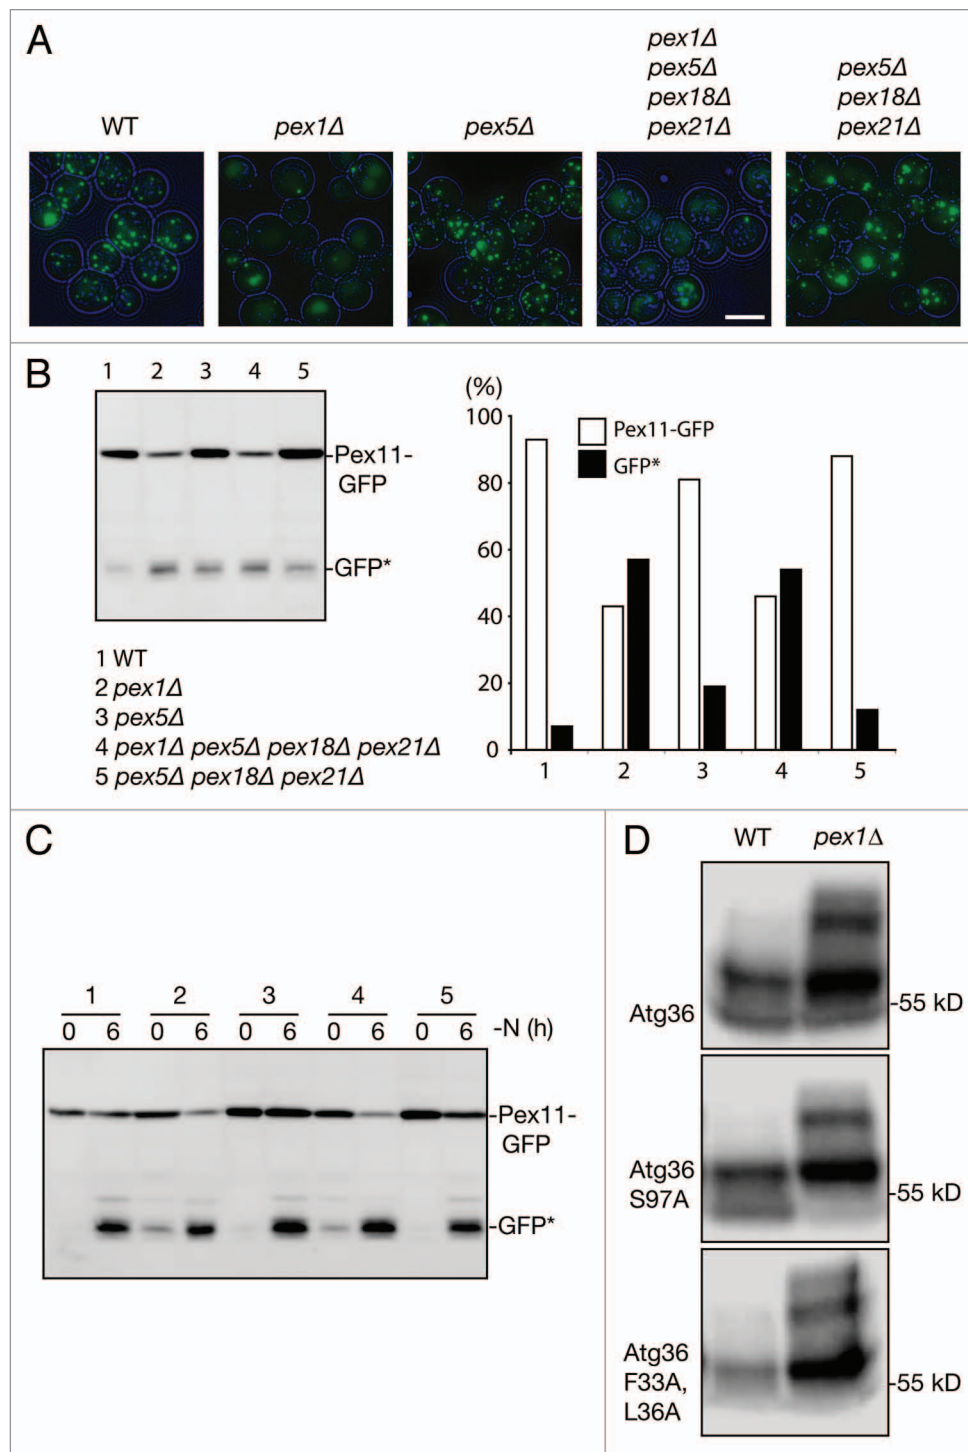 A
WT
pex1Δ
pex5Δ
pex1Δ
pex5Δ
pex18Δ
pex21Δ
pex5Δ
pex18Δ
pex21Δ
B
1 2 3 4 5
-Pex11-
GFP
-GFP*
1 WT
2 pex1Δ
3 pex5Δ
4 pex1Δ pex5Δ pex18Δ pex21Δ
5 pex5Δ pex18Δ pex21Δ
(%)
100
80
60
40
20
0
Pex11-GFP
GFP*
1 2 3 4 5
C
1 2 3 4 5
0 6 0 6 0 6 0 6 0 6 -N (h)
-Pex11-
GFP
-GFP*
D
WT pex1Δ
Atg36
-55 kD
Atg36
S97A
-55 kD
Atg36
F33A,
L36A
-55 kD